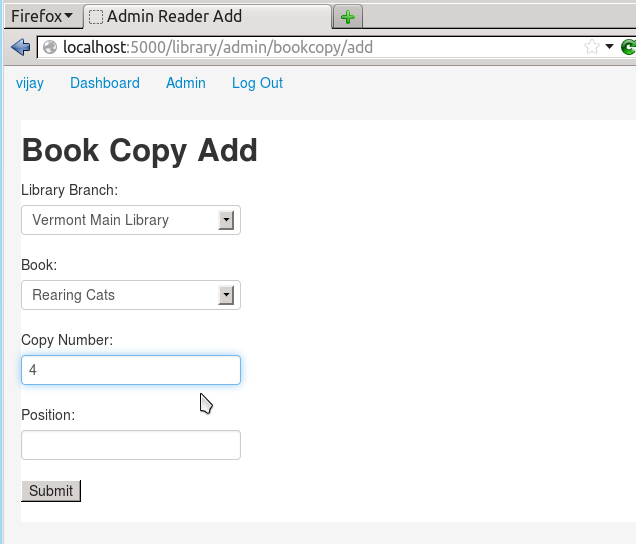 Firefox Admin Reader Add
localhost:5000/library/admin/bookcopy/add
vijay Dashboard Admin Log Out
Book Copy Add
Library Branch:
Vermont Main Library
Book:
Rearing Cats
Copy Number:
4
Position:
Submit